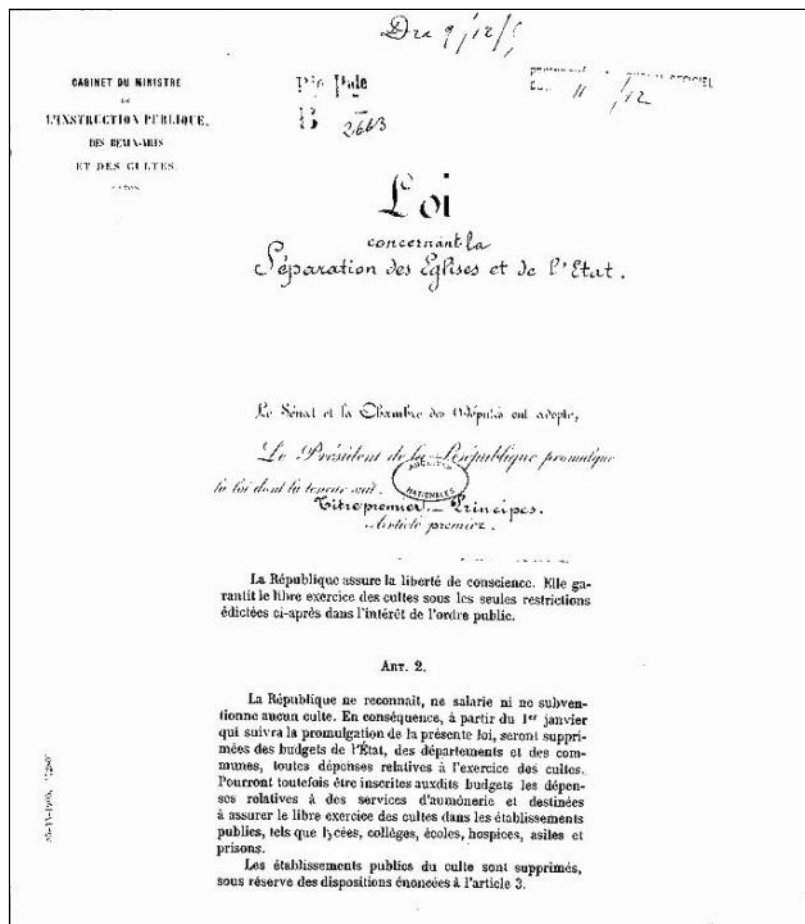 Du 9/12/5
CABINET DU MINISTRE
DE
L'INSTRUCTION PUBLIQUE,
DES BEAUX-ARTS
ET DES CULTES.
OFFICIEL
11/12
B 2663
Loi
concernant la
Séparation des Eglises et de l'Etat.
Le Sénat et la Chambre des Députés ont adopté,
Le Président de la République promulgue
la loi dont la teneur suit.
ARCHIVES
NATIONALES
Titre premier. — Principes.
Article premier.
La République assure la liberté de conscience. Elle ga-
rantit le libre exercice des cultes sous les seules restrictions
édictées ci-après dans l'intérêt de l'ordre public.
ART. 2.
La République ne reconnaît, ne salarie ni ne subven-
tionne aucun culte. En conséquence, à partir du 1er janvier
qui suivra la promulgation de la présente loi, seront suppri-
mées des budgets de l'État, des départements et des com-
munes, toutes dépenses relatives à l'exercice des cultes.
Pourront toutefois être inscrites auxdits budgets les dépen-
ses relatives à des services d'aumônerie et destinées
à assurer le libre exercice des cultes dans les établissements
publics, tels que lycées, collèges, écoles, hospices, asiles et
prisons.
Les établissements publics du culte sont supprimés,
sous réserve des dispositions énoncées à l'article 3.